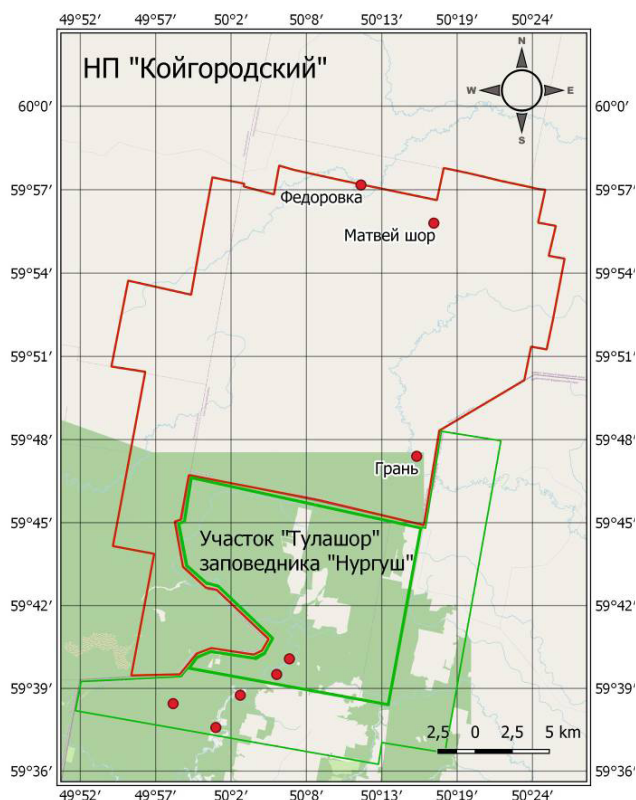 49°52′ 49°57′ 50°2′ 50°8′ 50°13′ 50°19′ 50°24′
НП "Койгородский"
N
W E
S
60°0′ 60°0′
59°57′ 59°57′
Федоровка
Матвей шор
59°54′ 59°54′
59°51′ 59°51′
59°48′ 59°48′
Грань
59°45′ 59°45′
Участок "Тулашор"
заповедника "Нургуш"
59°42′ 59°42′
59°39′ 59°39′
2,5 0 2,5 5 km
59°36′ 59°36′
49°52′ 49°57′ 50°2′ 50°8′ 50°13′ 50°19′ 50°24′